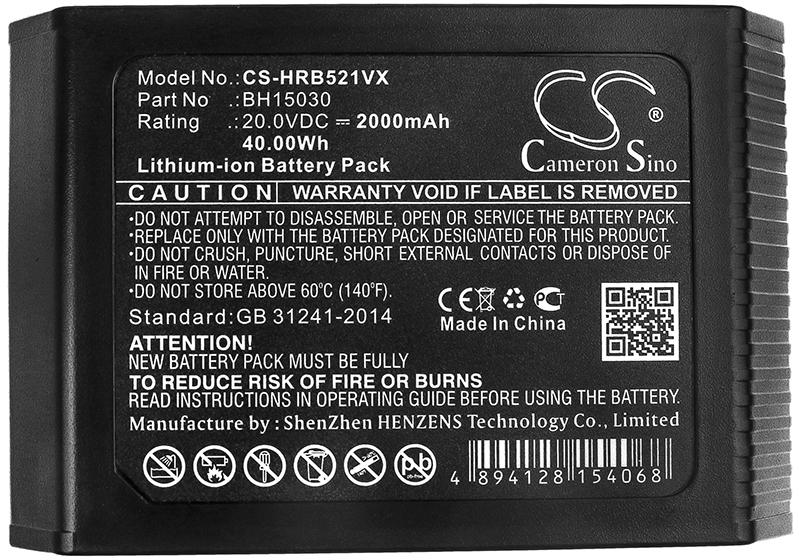 Model No.: CS-HRB521VX
Part No : BH15030
Rating : 20.0VDC ⎓ 2000mAh
40.00Wh
Lithium-ion Battery Pack
CS ®
Cameron Sino
CAUTION WARRANTY VOID IF LABEL IS REMOVED
•DO NOT ATTEMPT TO DISASSEMBLE, OPEN OR SERVICE THE BATTERY PACK.
•REPLACE ONLY WITH THE BATTERY PACK DESIGNATED FOR THIS PRODUCT.
•DO NOT CRUSH, PUNCTURE, SHORT EXTERNAL CONTACTS OR DISPOSE OF
IN FIRE OR WATER.
•DO NOT STORE ABOVE 60°C (140°F).
Standard:GB 31241-2014
CE PCT
Made In China
ATTENTION!
NEW BATTERY PACK MUST BE FULLY
TO REDUCE RISK OF FIRE OR BURNS
READ INSTRUCTIONS IN OPERATING GUIDE BEFORE USING THE BATTERY.
Manufacture by : ShenZhen HENZENS Technology Co., Limited
Pb
4 894128 154068